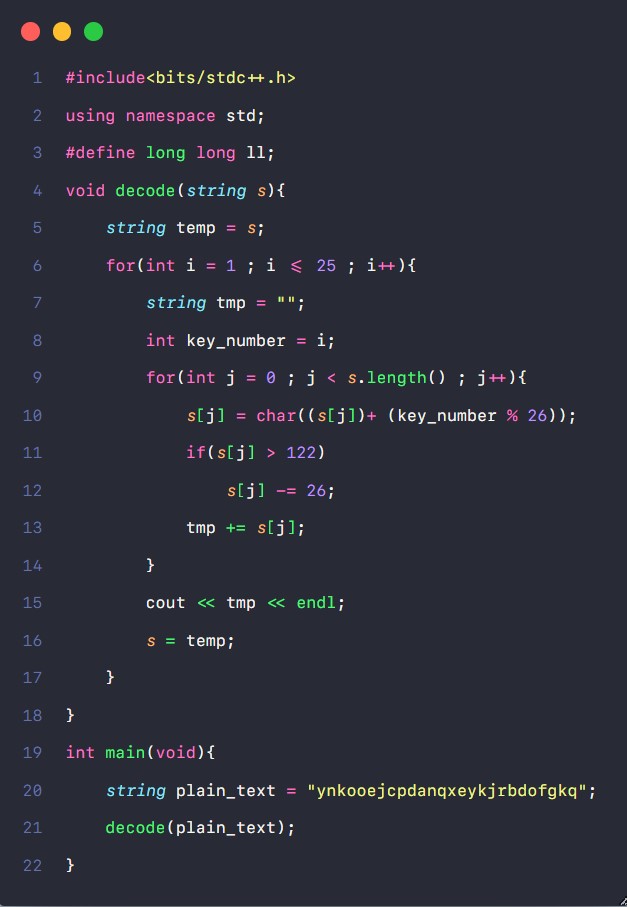 1 #include<bits/stdc++.h>
2 using namespace std;
3 #define long long ll;
4 void decode(string s){
5 string temp = s;
6 for(int i = 1 ; i <= 25 ; i++){
7 string tmp = "";
8 int key_number = i;
9 for(int j = 0 ; j < s.length() ; j++){
10 s[j] = char((s[j])+ (key_number % 26));
11 if(s[j] > 122)
12 s[j] -= 26;
13 tmp += s[j];
14 }
15 cout << tmp << endl;
16 s = temp;
17 }
18 }
19 int main(void){
20 string plain_text = "ynkooejcpdanqxeykjrbdofgkq";
21 decode(plain_text);
22 }